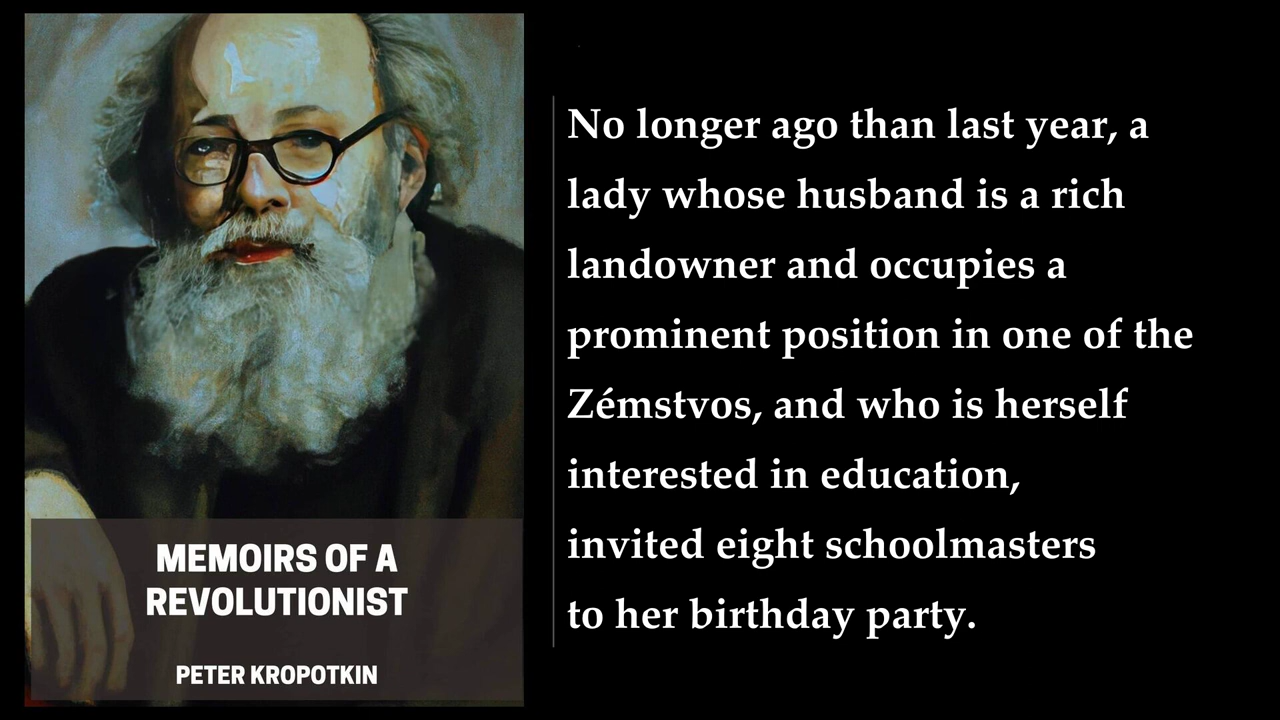 MEMOIRS OF A
REVOLUTIONIST
PETER KROPOTKIN
No longer ago than last year, a
lady whose husband is a rich
landowner and occupies a
prominent position in one of the
Zémstvos, and who is herself
interested in education,
invited eight schoolmasters
to her birthday party.